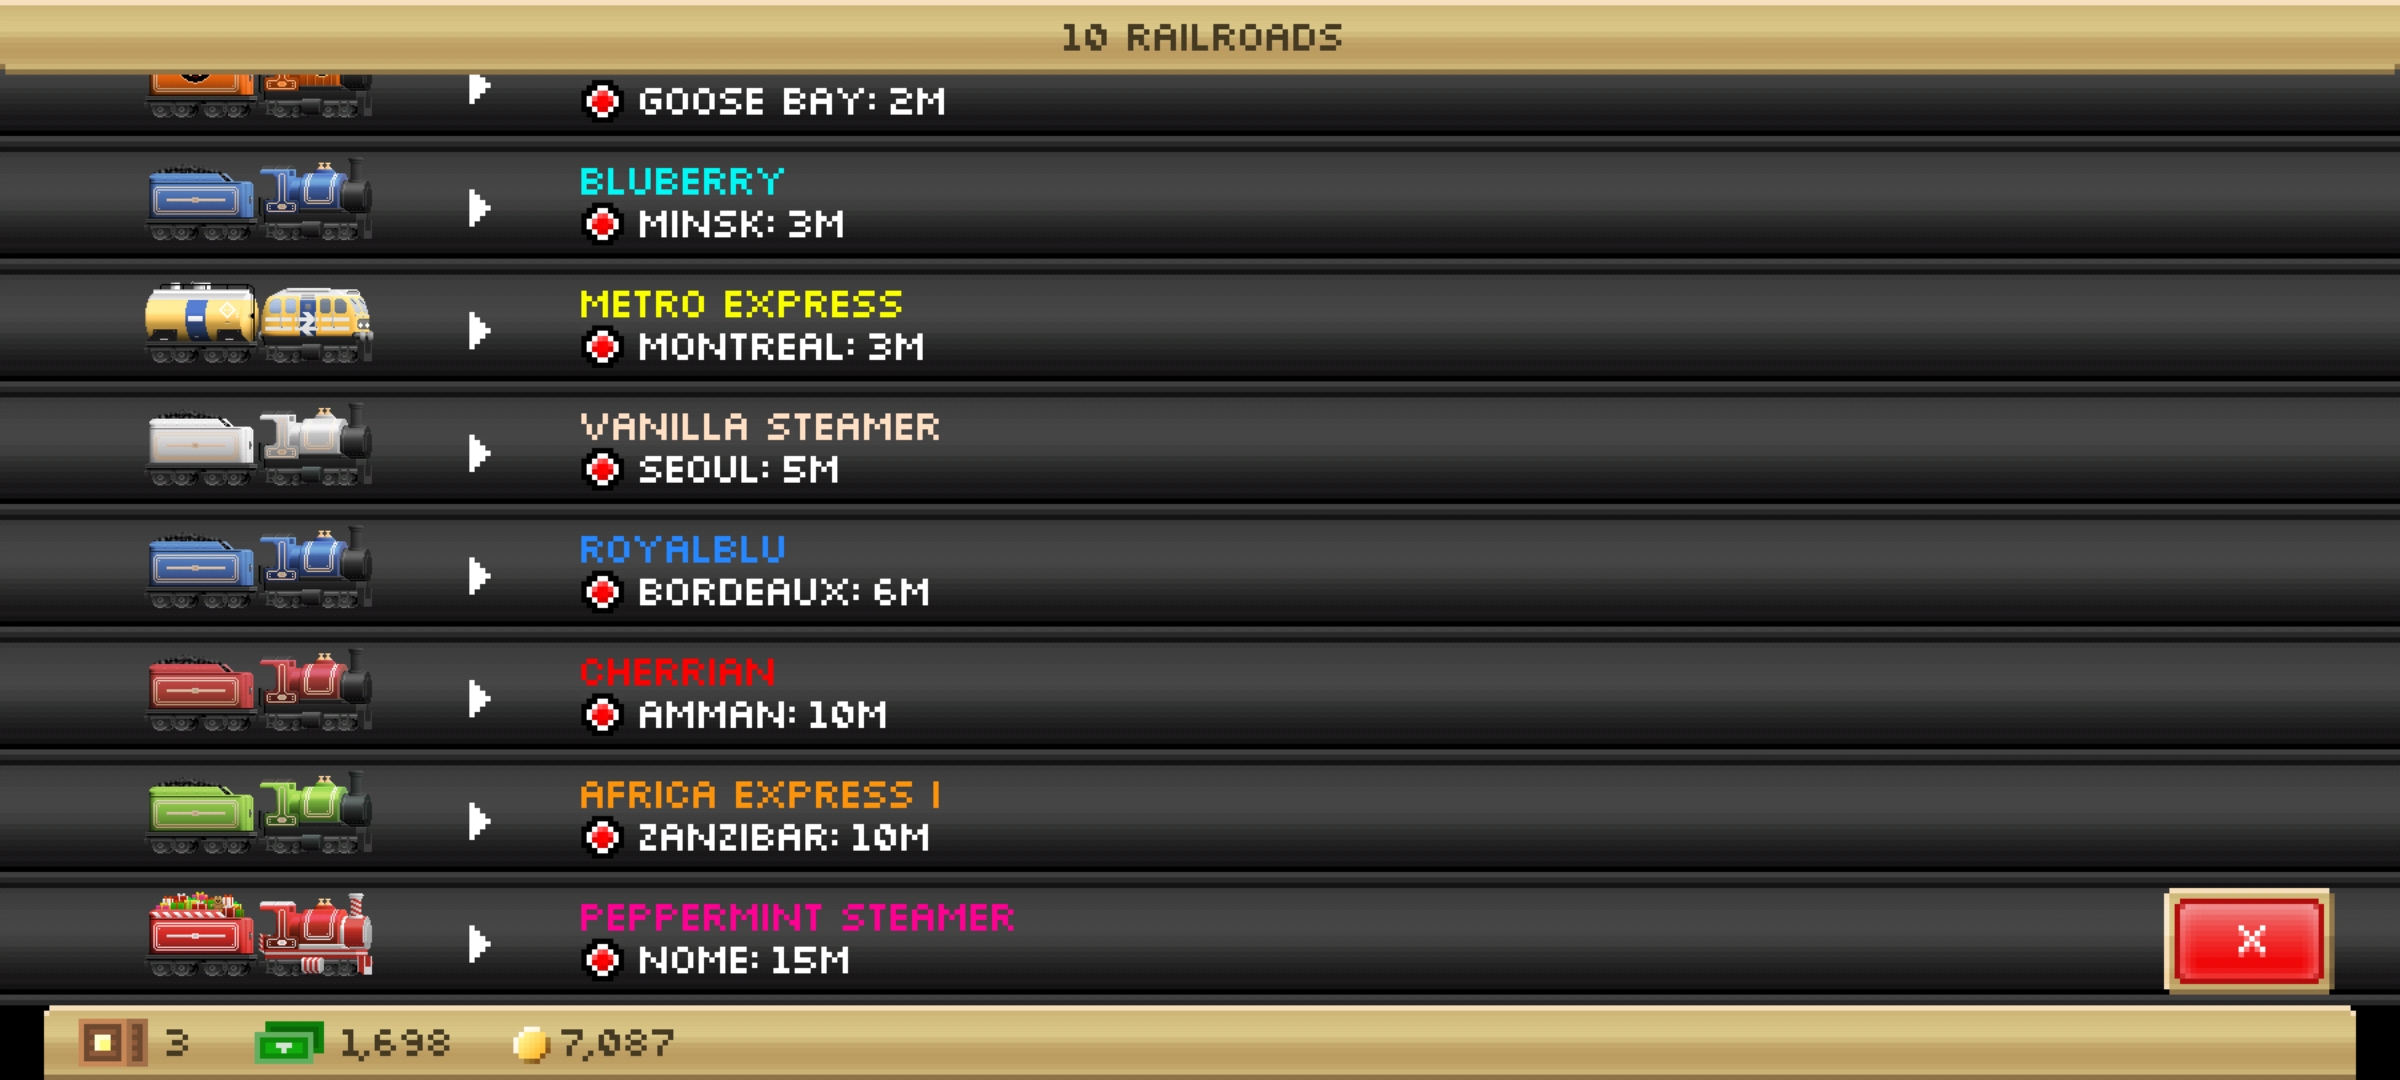 10 RAILROADS
GOOSE BAY: 2M
BLUBERRY
MINSK: 3M
METRO EXPRESS
MONTREAL: 3M
VANILLA STEAMER
SEOUL: 5M
ROYALBLU
BORDEAUX: 6M
CHERRIAN
AMMAN: 10M
AFRICA EXPRESS I
ZANZIBAR: 10M
PEPPERMINT STEAMER
NOME: 15M
X
3 1,698 7,087